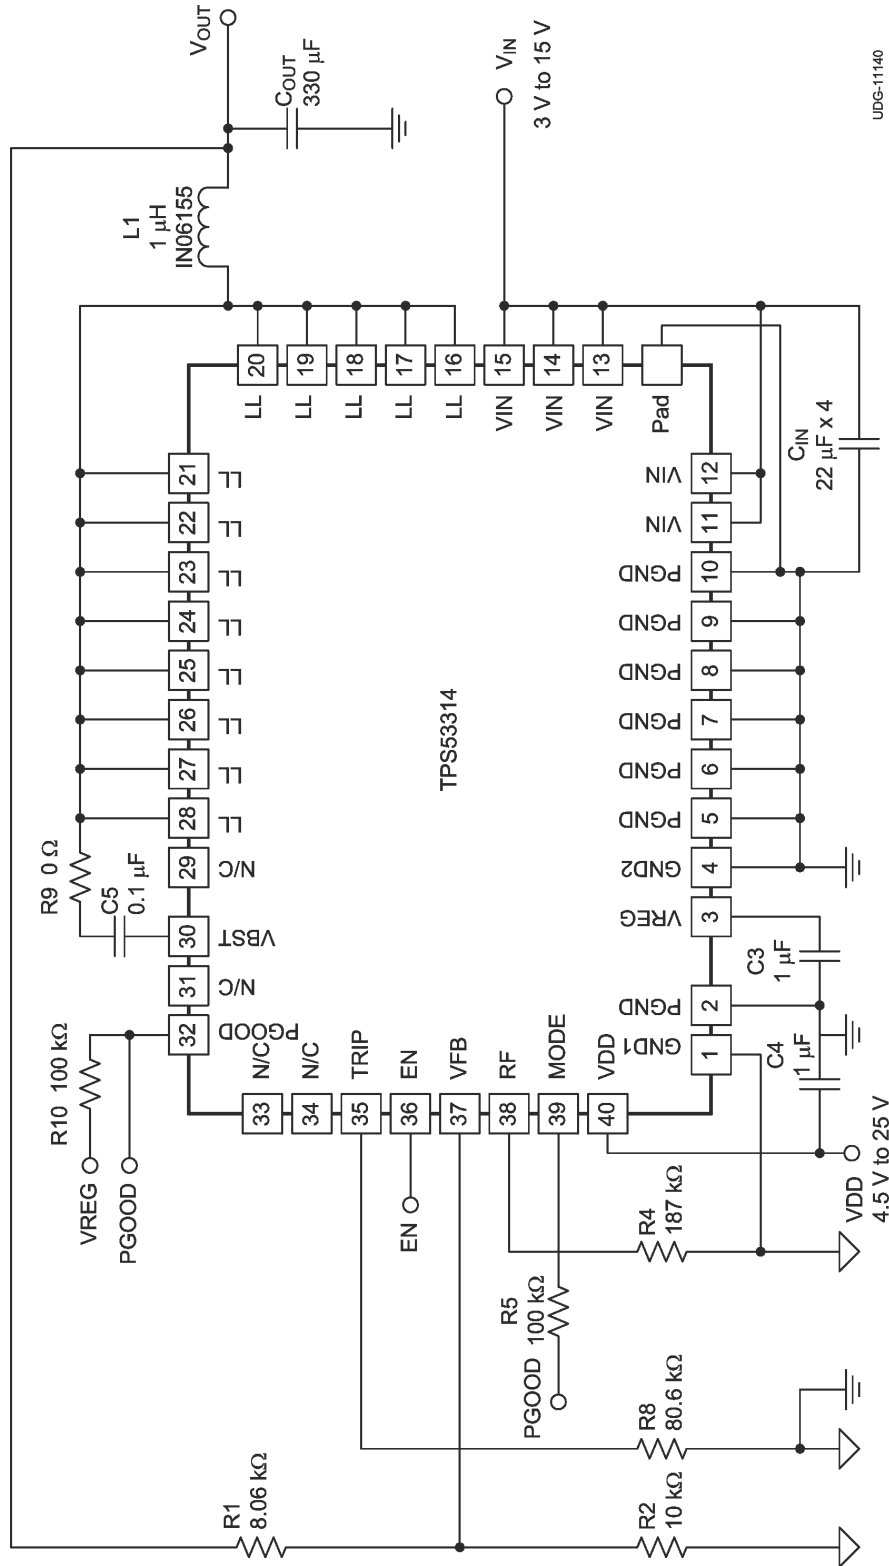 V_OUT
C_OUT
330 μF
L1
1 μH
IN06155
V_IN
3 V to 15 V
UDG-11140
20
LL
19
LL
18
LL
17
LL
16
LL
15
VIN
14
VIN
13
VIN
Pad
21
LL
22
LL
23
LL
24
LL
25
LL
26
LL
27
LL
28
LL
29
N/C
30
VBST
31
N/C
32
PGOOD
R9 0 Ω
C5
0.1 μF
R10 100 kΩ
VREG
PGOOD
TPS53314
12
VIN
11
VIN
10
PGND
9
PGND
8
PGND
7
PGND
6
PGND
5
PGND
4
GND2
3
VREG
2
PGND
1
GND1
C_IN
22 μF x 4
C3
1 μF
C4
1 μF
N/C
33
N/C
34
TRIP
35
EN
36
VFB
37
RF
38
MODE
39
VDD
40
EN
VDD
4.5 V to 25 V
R4
187 kΩ
R5
100 kΩ
PGOOD
R8
80.6 kΩ
R1
8.06 kΩ
R2
10 kΩ